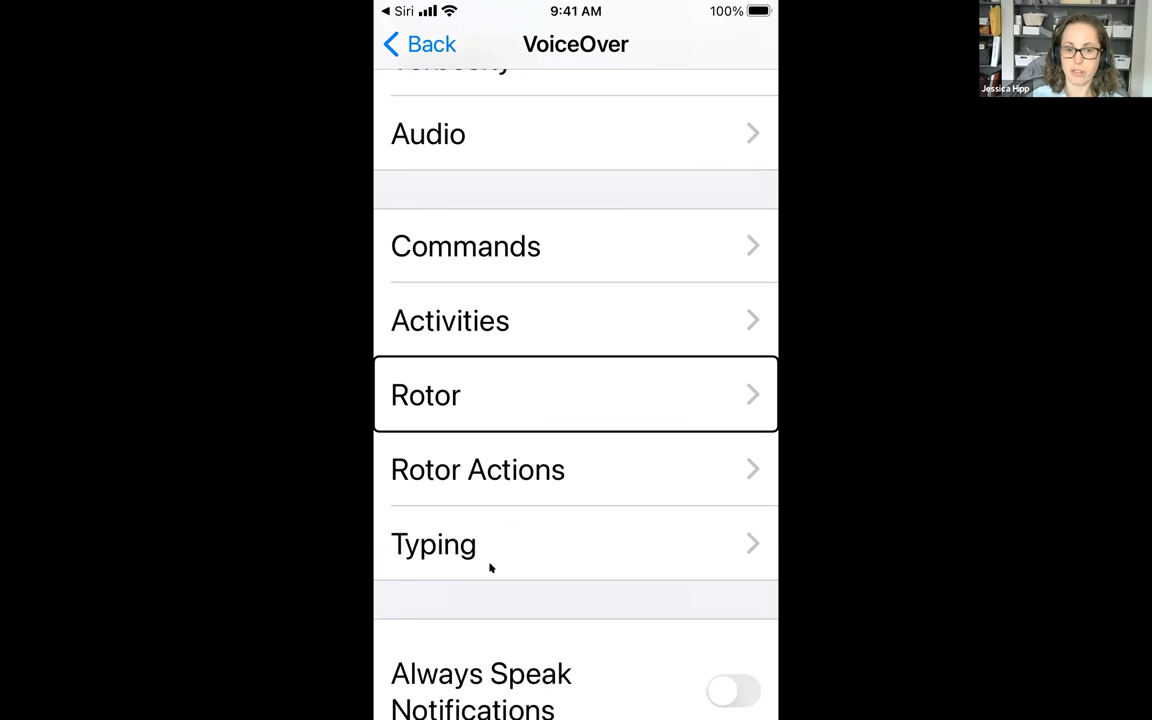 Siri
9:41 AM
100%
Back
VoiceOver
Verbosity
Audio
Commands
Activities
Rotor
Rotor Actions
Typing
Always Speak
Notifications
Jessica Hipp